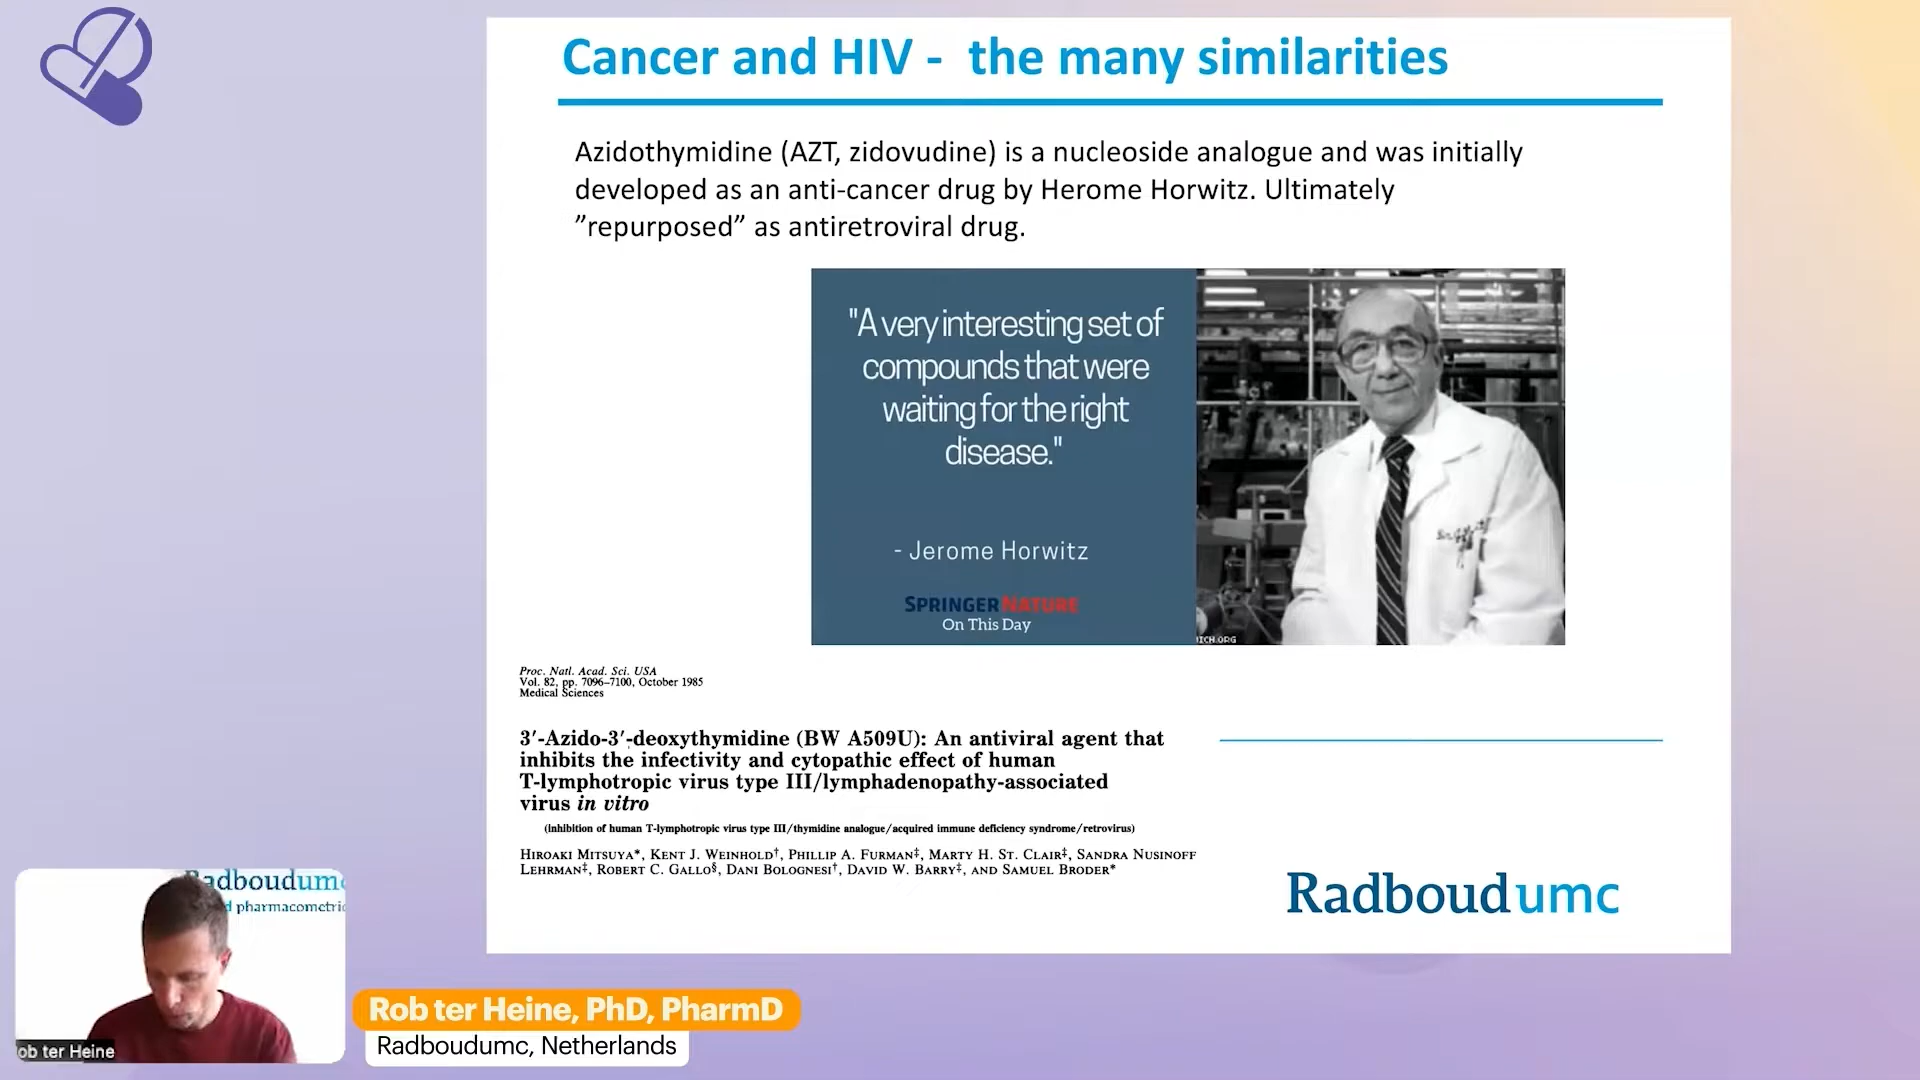 Cancer and HIV - the many similarities
Azidothymidine (AZT, zidovudine) is a nucleoside analogue and was initially
developed as an anti-cancer drug by Herome Horwitz. Ultimately
”repurposed” as antiretroviral drug.
"A very interesting set of
compounds that were
waiting for the right
disease."
- Jerome Horwitz
SPRINGER NATURE
On This Day
ICH.ORG
Proc. Natl. Acad. Sci. USA
Vol. 82, pp. 7096–7100, October 1985
Medical Sciences
3′-Azido-3′-deoxythymidine (BW A509U): An antiviral agent that
inhibits the infectivity and cytopathic effect of human
T-lymphotropic virus type III/lymphadenopathy-associated
virus in vitro
(inhibition of human T-lymphotropic virus type III/thymidine analogue/acquired immune deficiency syndrome/retrovirus)
HIROAKI MITSUYA*, KENT J. WEINHOLD†, PHILLIP A. FURMAN‡, MARTY H. ST. CLAIR‡, SANDRA NUSINOFF
LEHRMAN‡, ROBERT C. GALLO§, DANI BOLOGNESI†, DAVID W. BARRY‡, AND SAMUEL BRODER*
Radboudumc
Radboudumc
d pharmacometric
ob ter Heine
Rob ter Heine, PhD, PharmD
Radboudumc, Netherlands